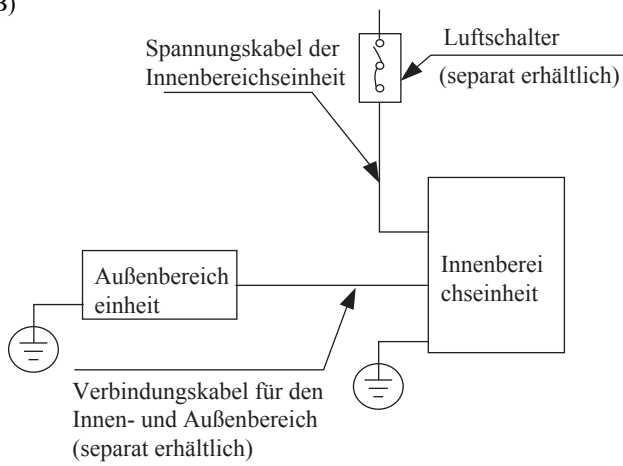 3)
Spannungskabel der
Innenbereichseinheit
Luftschalter
(separat erhältlich)
Außenbereich
einheit
Innenberei
chseinheit
Verbindungskabel für den
Innen- und Außenbereich
(separat erhältlich)